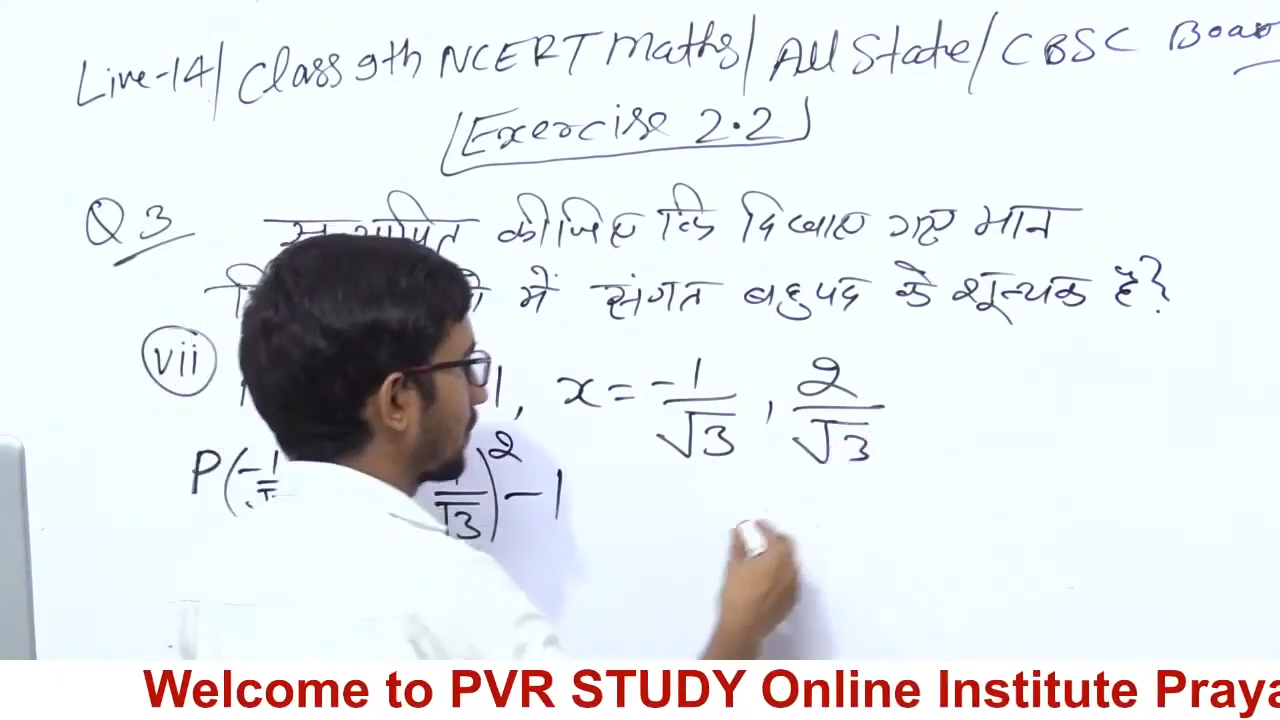 Live-14/ Class 9th NCERT Maths/ All State/ CBSC Boar
Exercise 2.2
Q 3 कीजिए कि दिखाए गए मान
में संगत बहुपद के शून्यक है?
vii 1, x = -1/√3, 2/√3
P(-1/√3)² - 1
Welcome to PVR STUDY Online Institute Praya